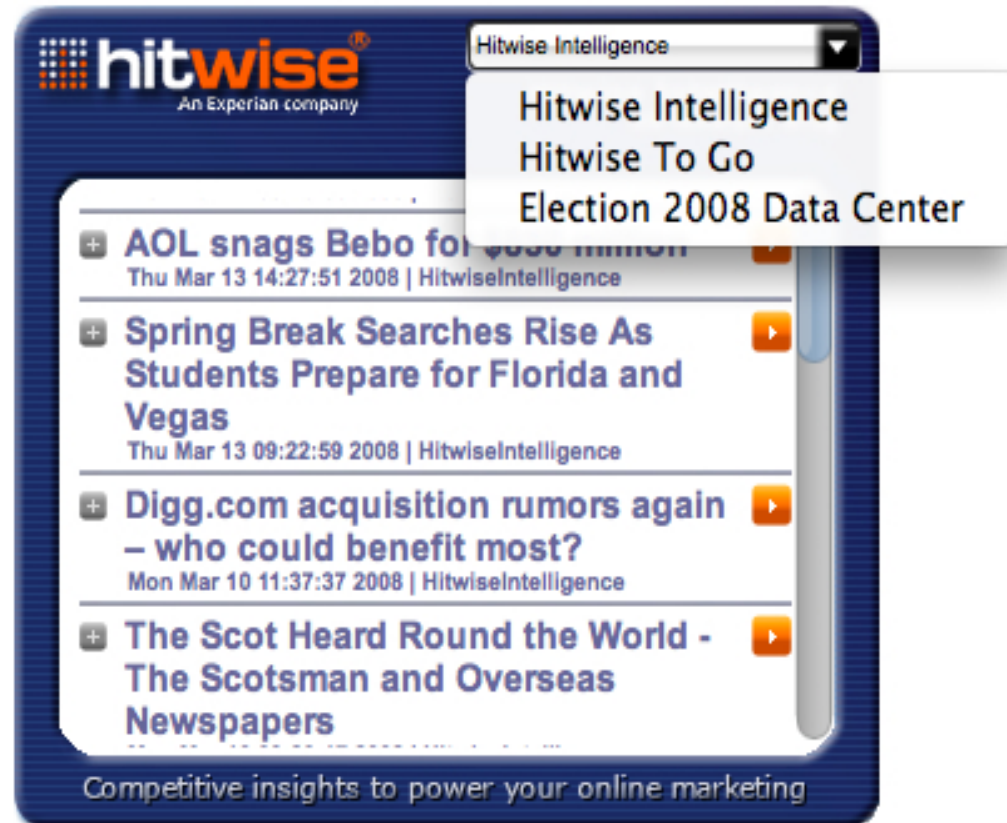 hitwise®
An Experian company
Hitwise Intelligence
Hitwise Intelligence
Hitwise To Go
Election 2008 Data Center
AOL snags Bebo for $850 million
Thu Mar 13 14:27:51 2008 | HitwiseIntelligence
Spring Break Searches Rise As
Students Prepare for Florida and
Vegas
Thu Mar 13 09:22:59 2008 | HitwiseIntelligence
Digg.com acquisition rumors again
– who could benefit most?
Mon Mar 10 11:37:37 2008 | HitwiseIntelligence
The Scot Heard Round the World -
The Scotsman and Overseas
Newspapers
Competitive insights to power your online marketing